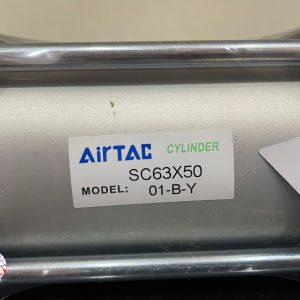 AirTAC CYLINDER
SC63X50
MODEL: 01-B-Y